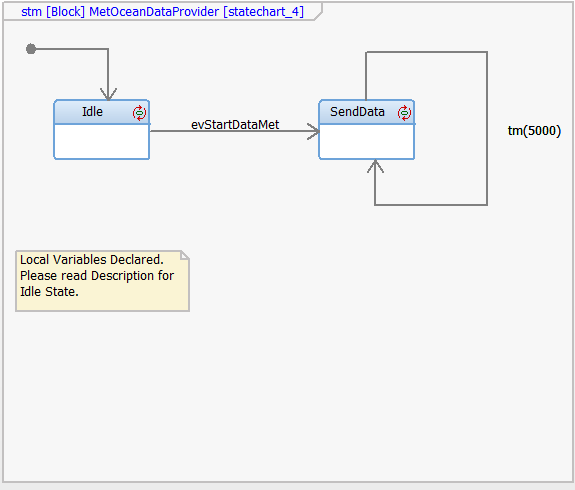 stm [Block] MetOceanDataProvider [statechart_4]
Idle
SendData
evStartDataMet
tm(5000)
Local Variables Declared.
Please read Description for
Idle State.